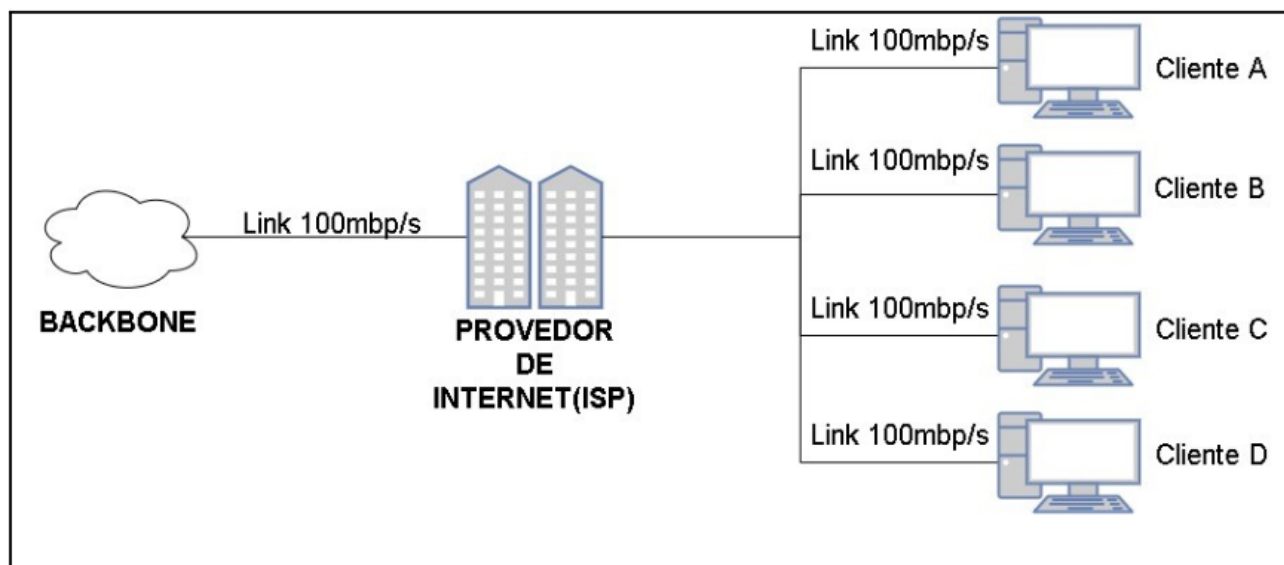 Link 100mbp/s
Cliente A
Link 100mbp/s
Cliente B
Link 100mbp/s
BACKBONE
PROVEDOR
DE
INTERNET(ISP)
Link 100mbp/s
Cliente C
Link 100mbp/s
Cliente D